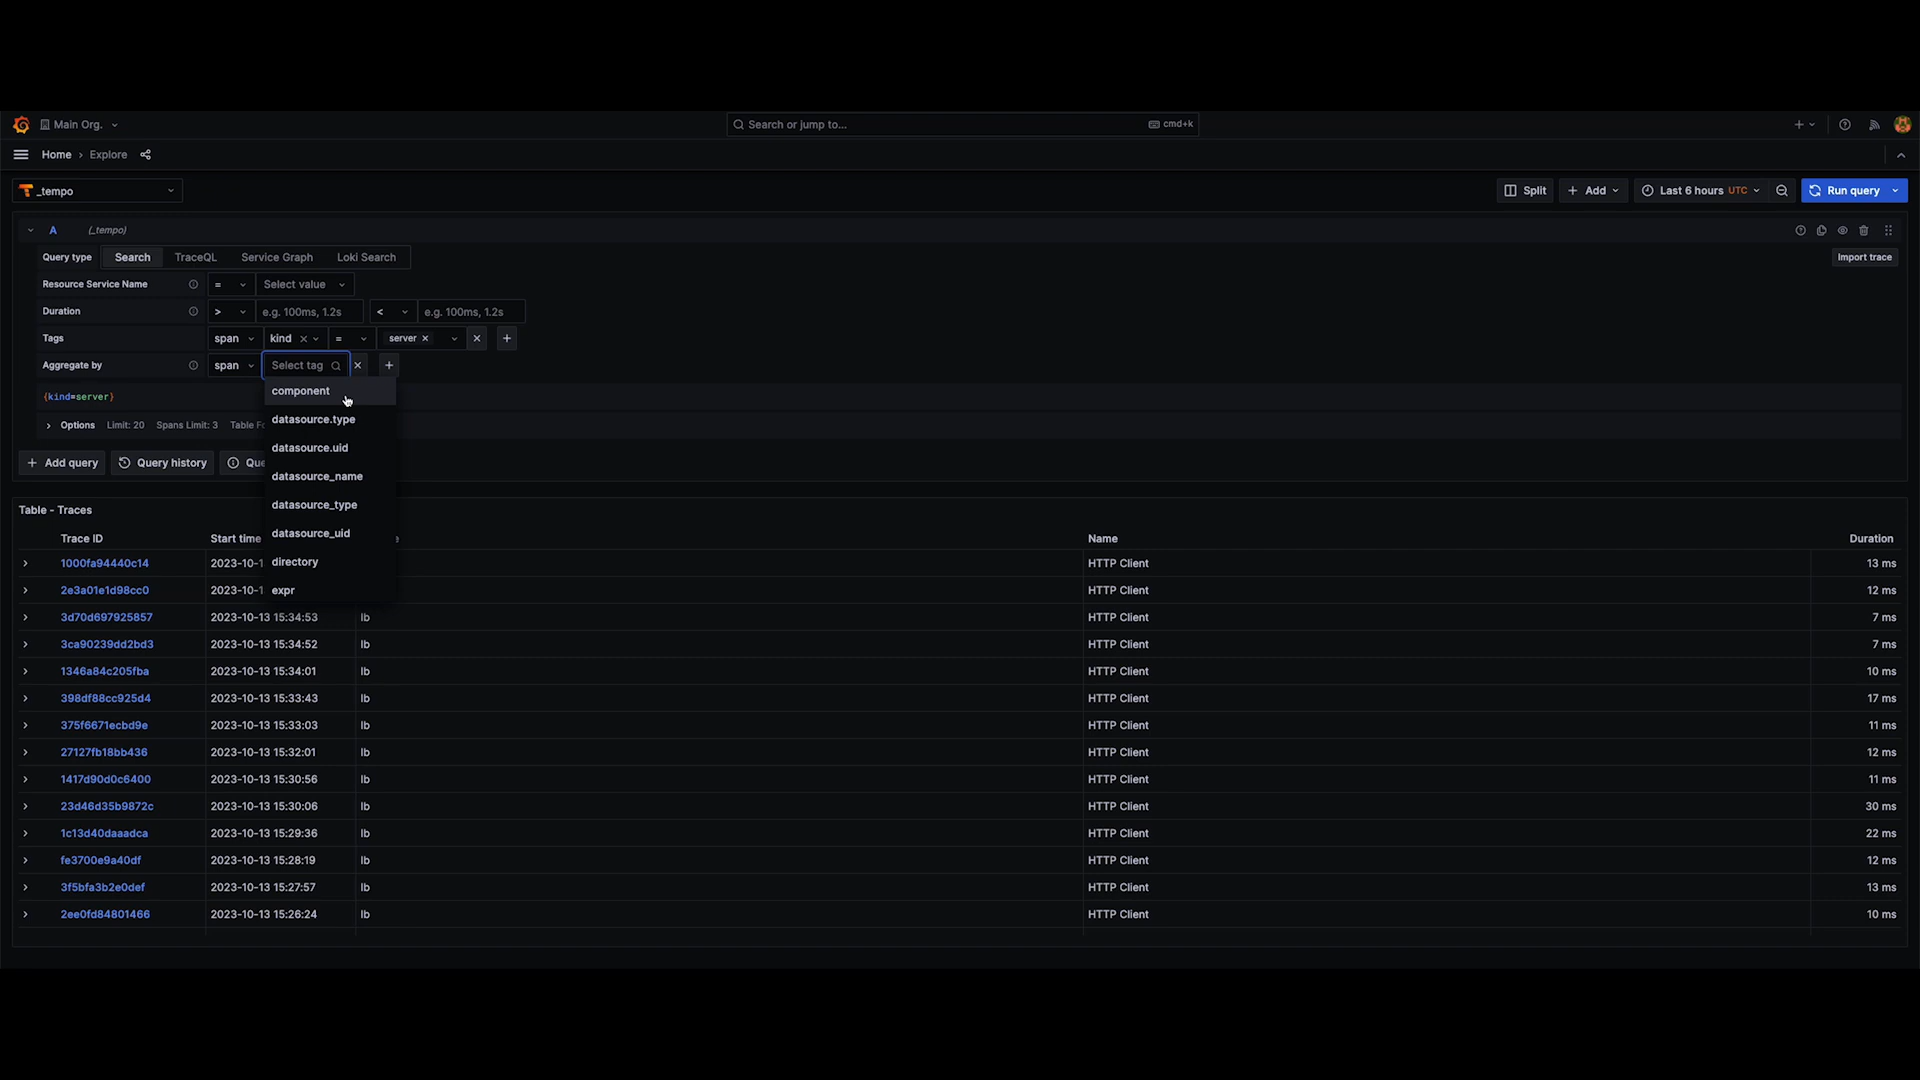 Main Org.
Search or jump to...
cmd+k
Home › Explore
_tempo
Split
Add
Last 6 hours UTC
Run query
A
(_tempo)
Query type
Search
TraceQL
Service Graph
Loki Search
Import trace
Resource Service Name
=
Select value
Duration
>
e.g. 100ms, 1.2s
<
e.g. 100ms, 1.2s
Tags
span
kind
=
server
Aggregate by
span
Select tag
component
datasource.type
datasource.uid
datasource_name
datasource_type
datasource_uid
directory
expr
{kind=server}
Options Limit: 20 Spans Limit: 3 Table
Add query
Query history
Table - Traces
Trace ID Start time Name Duration
1000fa94440c14 2023-10-1 HTTP Client 13 ms
2e3a01e1d98cc0 2023-10-1 HTTP Client 12 ms
3d70d697925857 2023-10-13 15:34:53 lb HTTP Client 7 ms
3ca90239dd2bd3 2023-10-13 15:34:52 lb HTTP Client 7 ms
1346a84c205fba 2023-10-13 15:34:01 lb HTTP Client 10 ms
398df88cc925d4 2023-10-13 15:33:43 lb HTTP Client 17 ms
375f6671ecbd9e 2023-10-13 15:33:03 lb HTTP Client 11 ms
27127fb18bb436 2023-10-13 15:32:01 lb HTTP Client 12 ms
1417d90d0c6400 2023-10-13 15:30:56 lb HTTP Client 11 ms
23d46d35b9872c 2023-10-13 15:30:06 lb HTTP Client 30 ms
1c13d40daaadca 2023-10-13 15:29:36 lb HTTP Client 22 ms
fe3700e9a40df 2023-10-13 15:28:19 lb HTTP Client 12 ms
3f5bfa3b2e0def 2023-10-13 15:27:57 lb HTTP Client 13 ms
2ee0fd84801466 2023-10-13 15:26:24 lb HTTP Client 10 ms